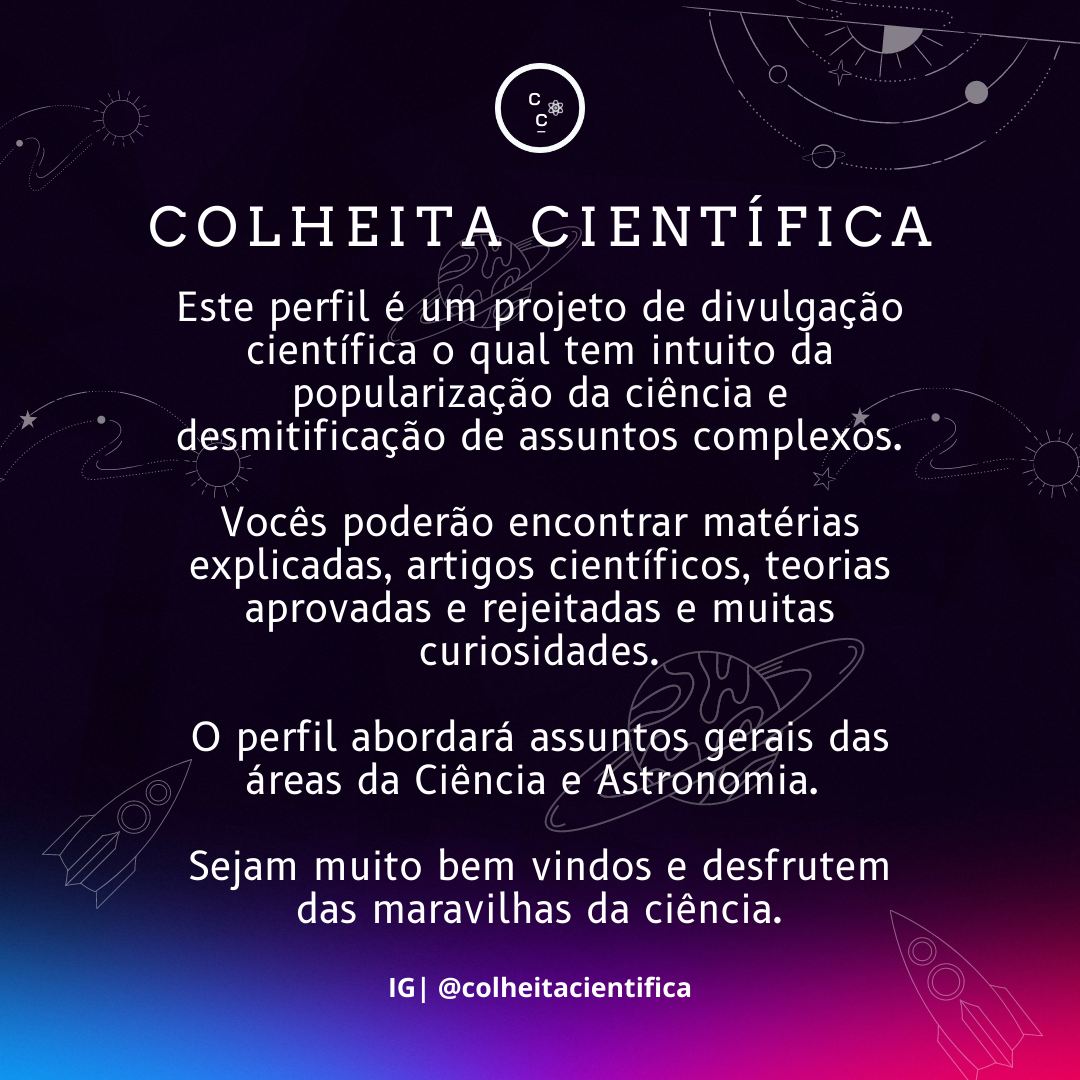 C
C
COLHEITA CIENTÍFICA
Este perfil é um projeto de divulgação
científica o qual tem intuito da
popularização da ciência e
desmitificação de assuntos complexos.
Vocês poderão encontrar matérias
explicadas, artigos científicos, teorias
aprovadas e rejeitadas e muitas
curiosidades.
O perfil abordará assuntos gerais das
áreas da Ciência e Astronomia.
Sejam muito bem vindos e desfrutem
das maravilhas da ciência.
IG| @colheitacientifica